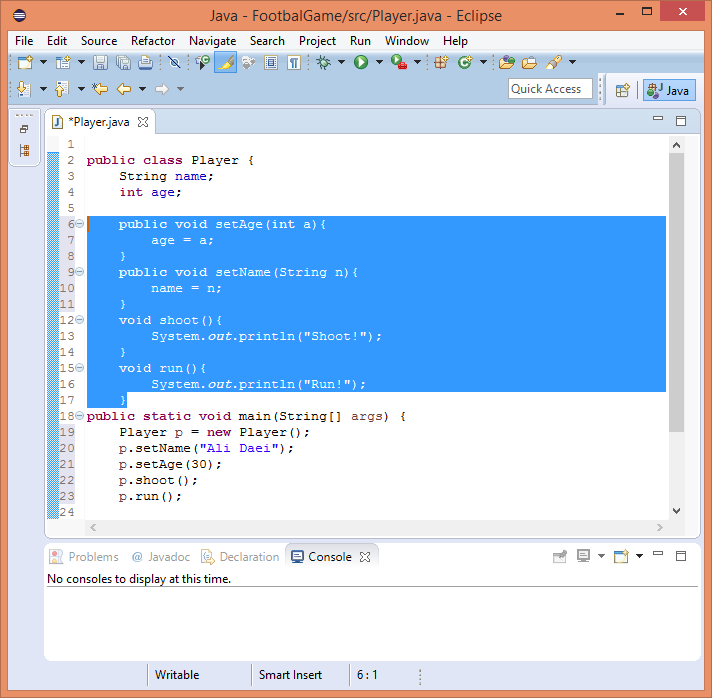 Java - FootbalGame/src/Player.java - Eclipse
File Edit Source Refactor Navigate Search Project Run Window Help
Quick Access
Java
*Player.java
1
2 public class Player {
3 String name;
4 int age;
5
6 public void setAge(int a){
7 age = a;
8 }
9 public void setName(String n){
10 name = n;
11 }
12 void shoot(){
13 System.out.println("Shoot!");
14 }
15 void run(){
16 System.out.println("Run!");
17 }
18 public static void main(String[] args) {
19 Player p = new Player();
20 p.setName("Ali Daei");
21 p.setAge(30);
22 p.shoot();
23 p.run();
24
Problems @ Javadoc Declaration Console
No consoles to display at this time.
Writable Smart Insert 6 : 1